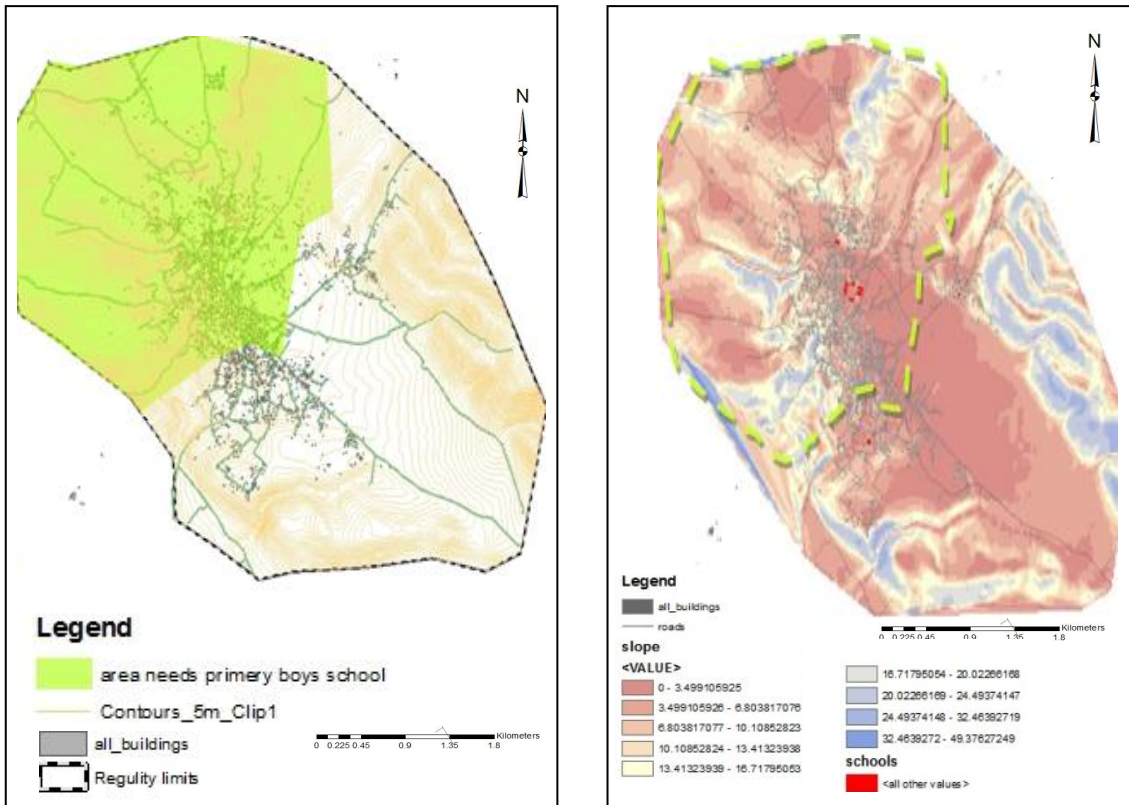 N
Legend
area needs primery boys school
Contours_5m_Clip1
all_buildings
Regulity limits
Kilometers
0 0.225 0.45 0.9 1.35 1.8
N
Legend
all_buildings
roads
slope
<VALUE>
0 - 3.499105925
3.499105926 - 6.803817076
6.803817077 - 10.10852823
10.10852824 - 13.41323938
13.41323939 - 16.71795053
Kilometers
0 0.225 0.45 0.9 1.35 1.8
16.71795054 - 20.02266168
20.02266169 - 24.49374147
24.49374148 - 32.46392719
32.4639272 - 49.37627249
schools
<all other values>